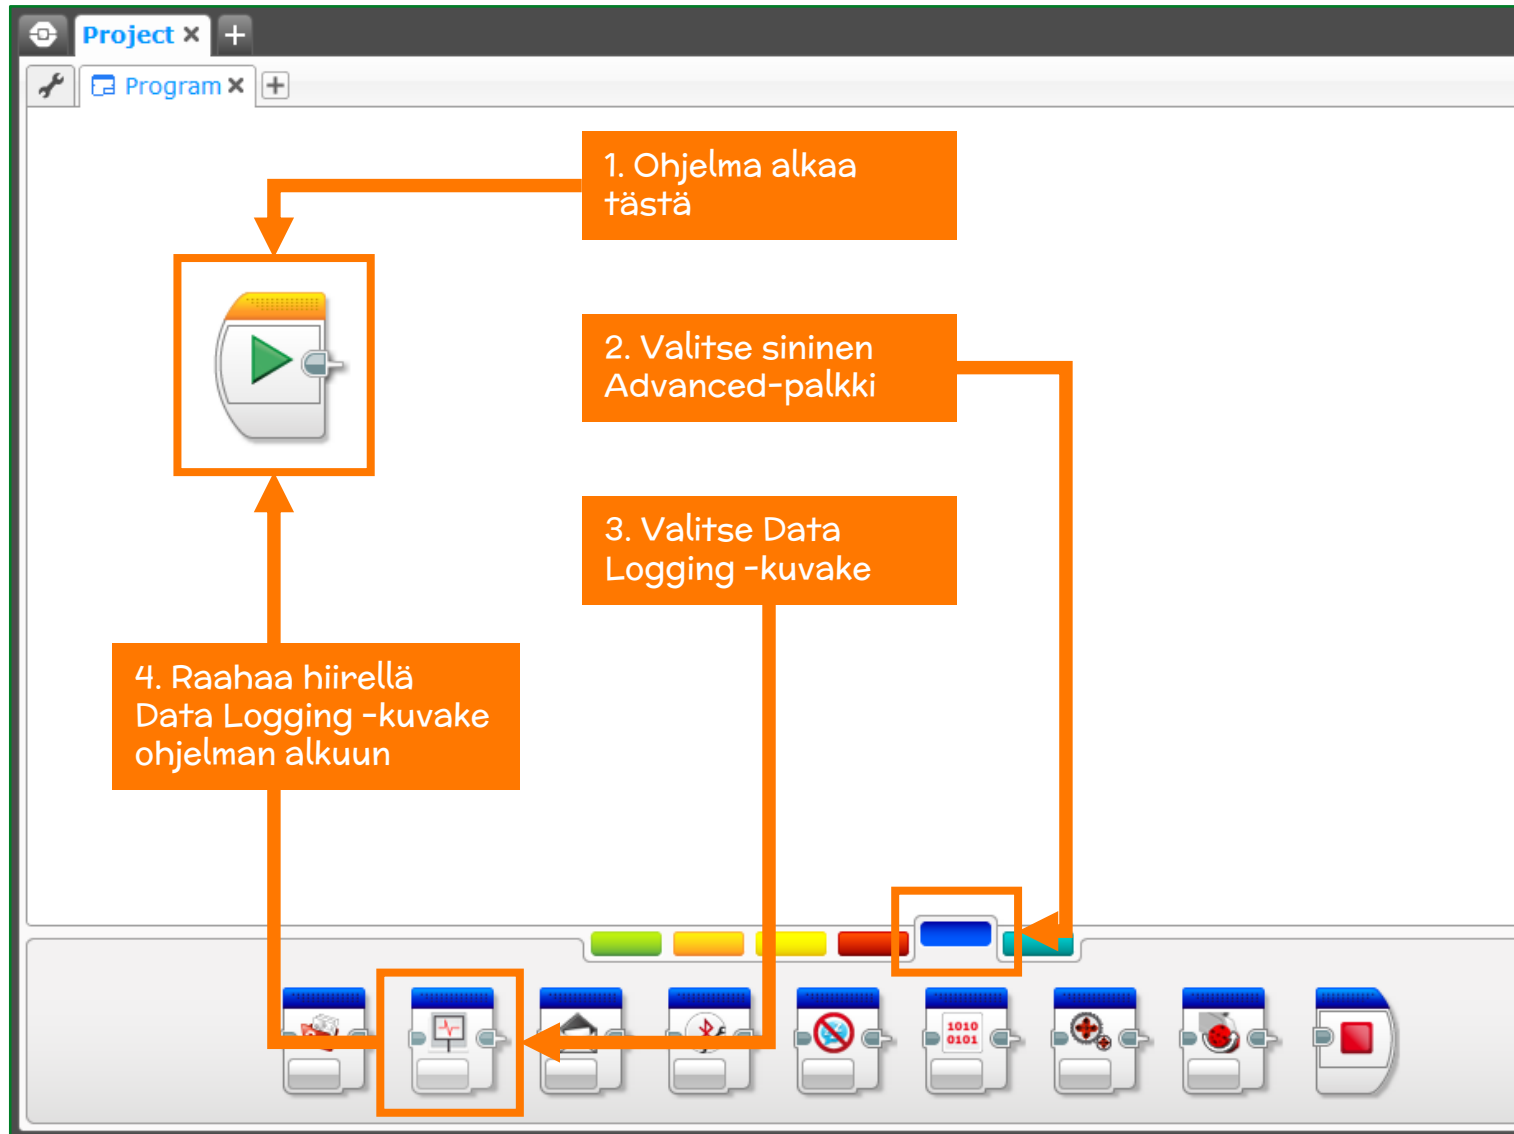 Project
Program
1. Ohjelma alkaa
tästä
2. Valitse sininen
Advanced-palkki
3. Valitse Data
Logging -kuvake
4. Raahaa hiirellä
Data Logging -kuvake
ohjelman alkuun
1010
0101